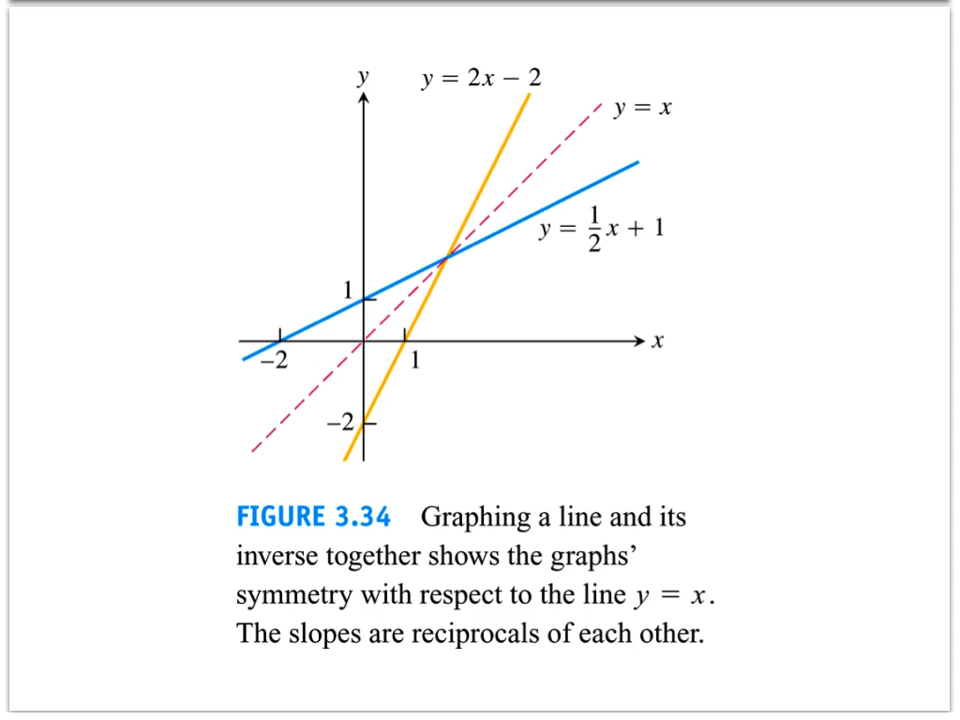 y
y = 2x − 2
y = x
y = 1/2 x + 1
1
x
−2
1
−2
FIGURE 3.34 Graphing a line and its
inverse together shows the graphs’
symmetry with respect to the line y = x.
The slopes are reciprocals of each other.